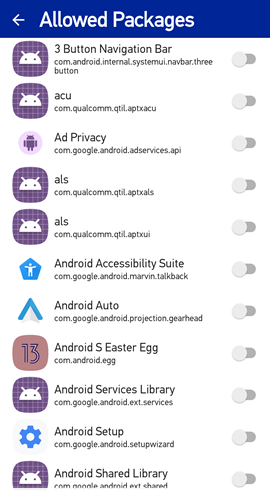 Allowed Packages
3 Button Navigation Bar
com.android.internal.systemui.navbar.three
button
acu
com.qualcomm.qtil.aptxacu
Ad Privacy
com.google.android.adservices.api
als
com.qualcomm.qtil.aptxals
als
com.qualcomm.qtil.aptxui
Android Accessibility Suite
com.google.android.marvin.talkback
Android Auto
com.google.android.projection.gearhead
Android S Easter Egg
com.android.egg
13
Android Services Library
com.google.android.ext.services
Android Setup
com.google.android.setupwizard
Android Shared Library
com.google.android.ext.shared